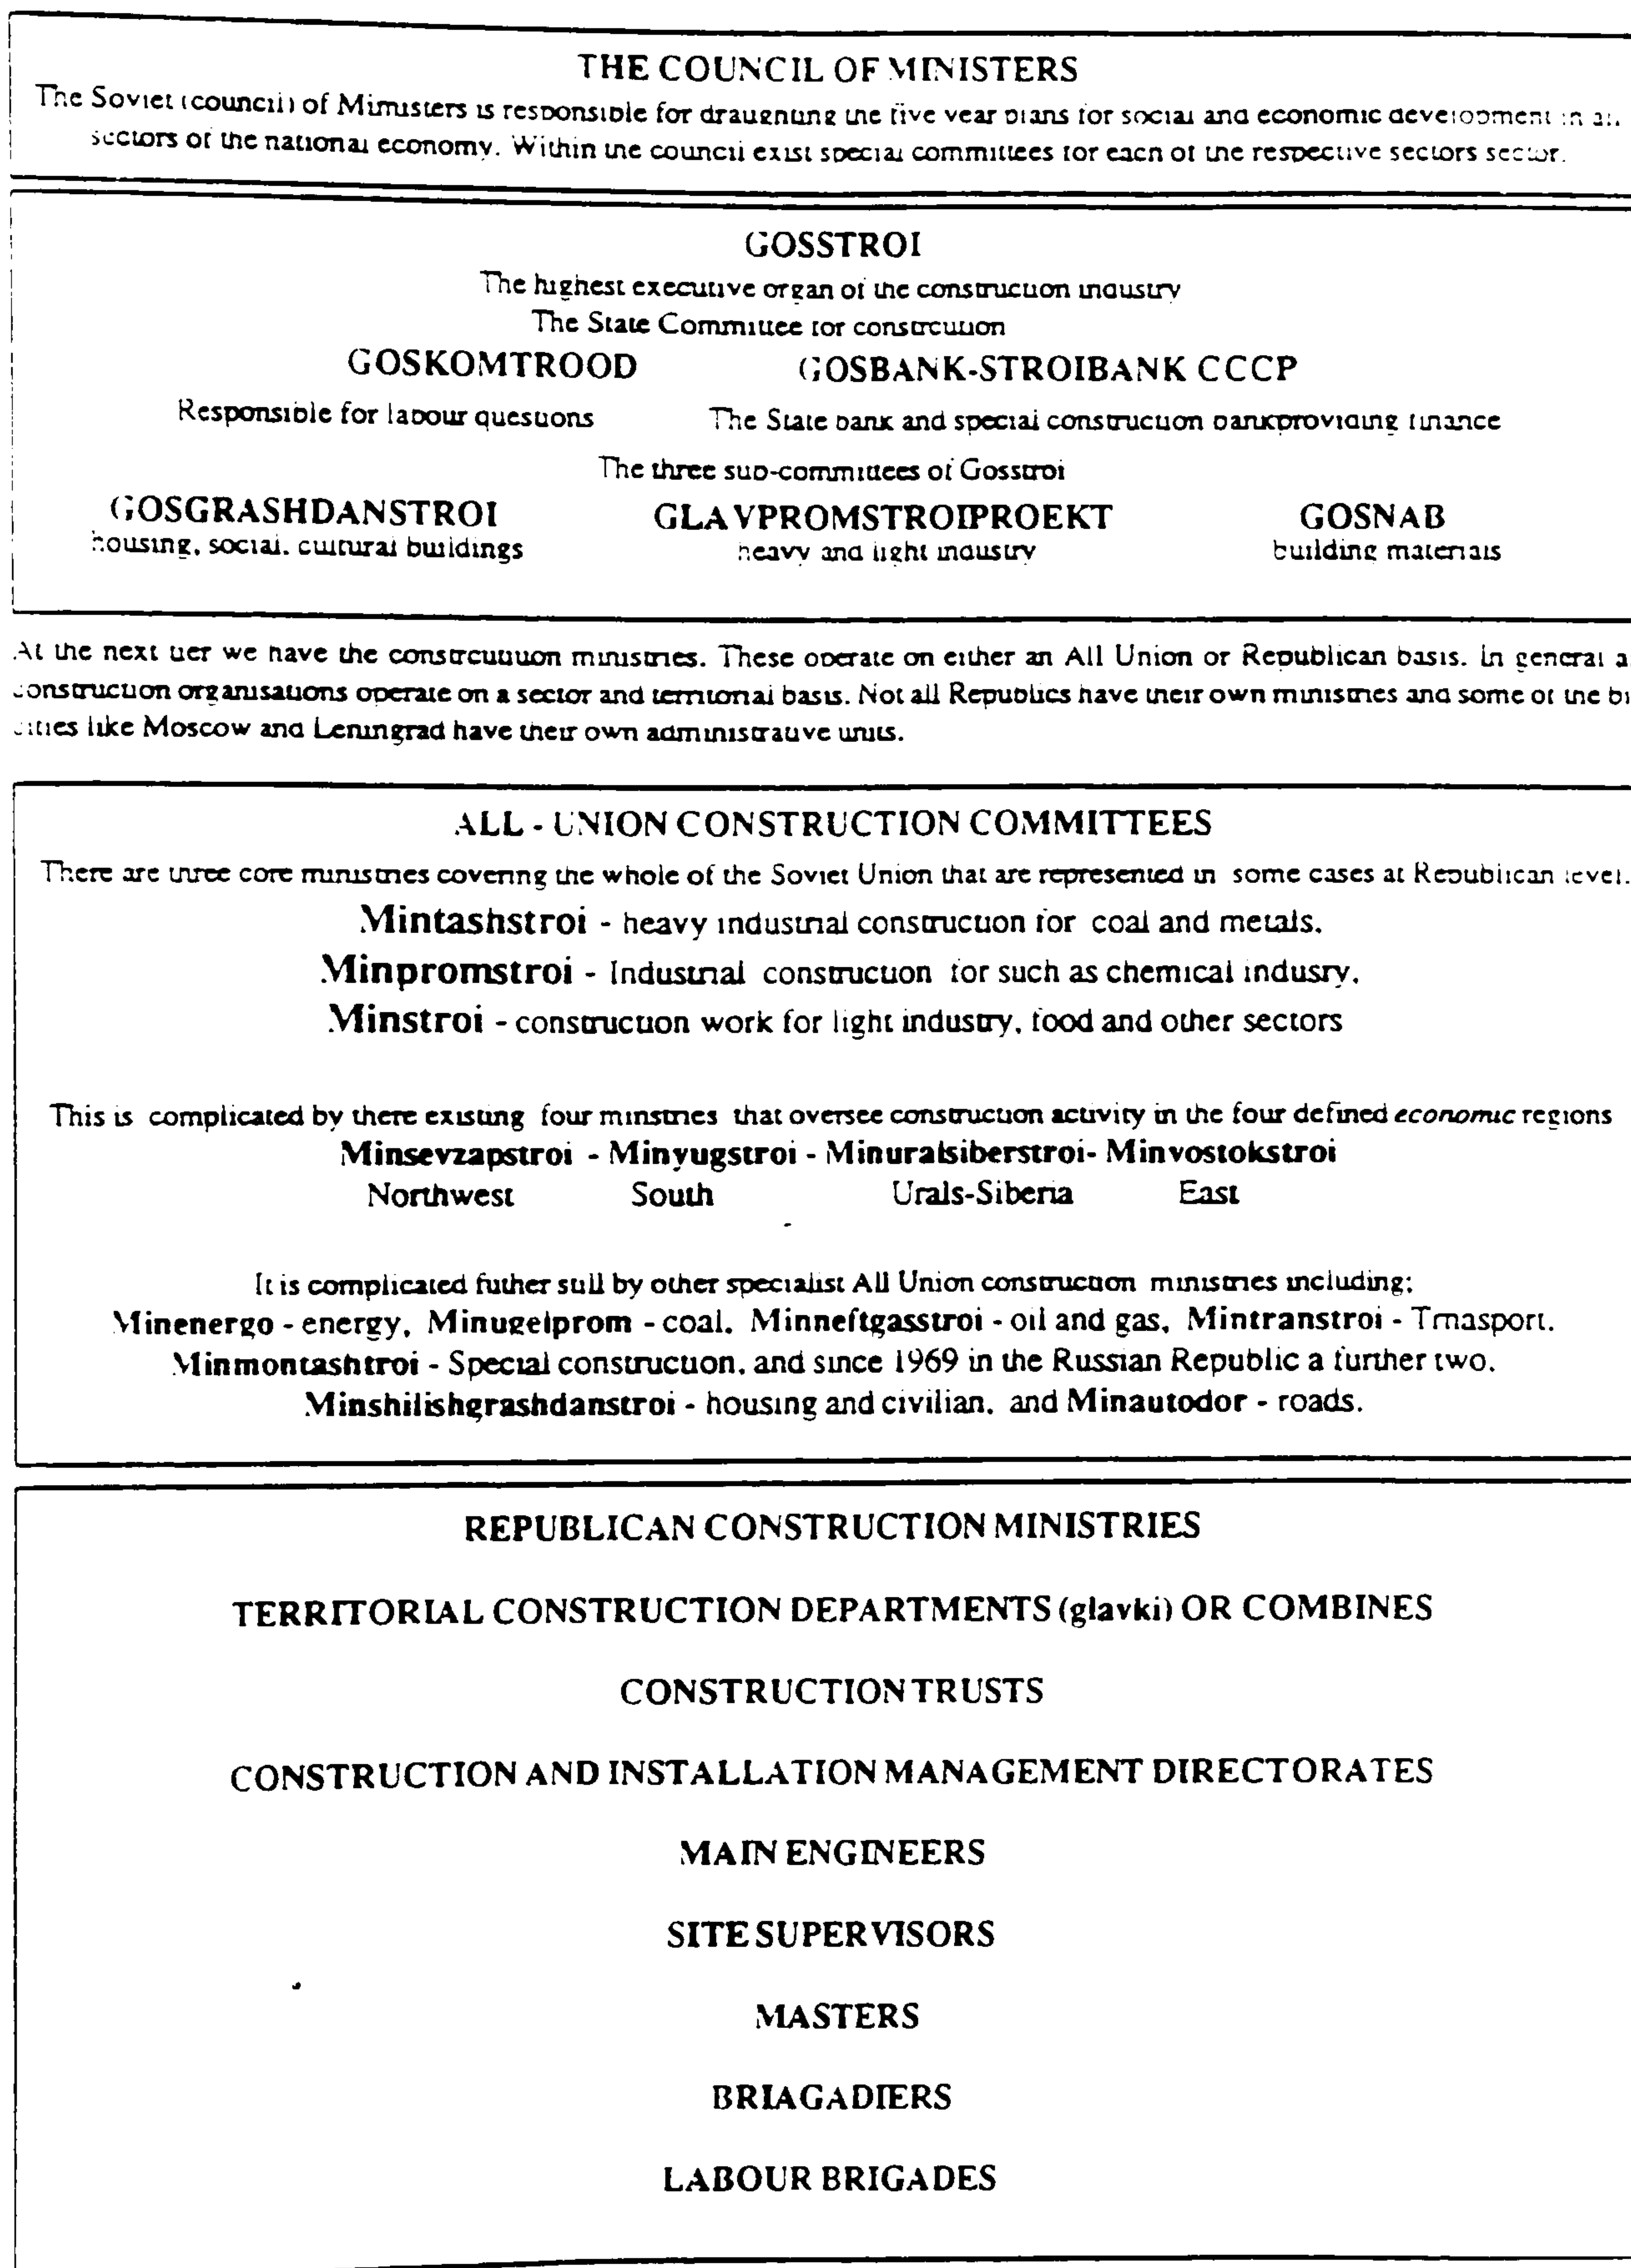 THE COUNCIL OF MINISTERS
The Soviet (council) of Mimisters is responsible for draughting the five year plans for social and economic development in all
sectors of the national economy. Within the council exist special committees for each of the respective sectors sector.
GOSSTROI
The highest executive organ of the construction industry
The State Committee for constrcution
GOSKOMTROOD GOSBANK-STROIBANK CCCP
Responsible for labour questions The State bank and special construction bankproviding finance
The three sub-committees of Gosstroi
GOSGRASHDANSTROI GLAVPROMSTROIPROEKT GOSNAB
housing, social, cultural buildings heavy and light industry building materials
At the next tier we have the constrcutuion ministries. These operate on either an All Union or Republican basis. In general a
construction organisations operate on a sector and territorial basis. Not all Republics have their own ministries and some of the bi
cities like Moscow and Leningrad have their own administrative units.
ALL - UNION CONSTRUCTION COMMITTEES
There are three core ministries covering the whole of the Soviet Union that are represented in some cases at Republican level.
Mintashstroi - heavy industrial construction for coal and metals.
Minpromstroi - Industrial construction for such as chemical indusry.
Minstroi - construction work for light industry, food and other sectors
This is complicated by there existing four minstries that oversee construction activity in the four defined economic regions
Minsevzapstroi - Minyugstroi - Minuralsiberstroi- Minvostokstroi
Northwest South Urals-Siberia East
It is complicated futher still by other specialist All Union construction ministries including:
Minenergo - energy, Minugelprom - coal, Minneftgasstroi - oil and gas, Mintranstroi - Trnasport.
Minmontashtroi - Special construction, and since 1969 in the Russian Republic a further two.
Minshilishgrashdanstroi - housing and civilian, and Minautodor - roads.
REPUBLICAN CONSTRUCTION MINISTRIES
TERRITORIAL CONSTRUCTION DEPARTMENTS (glavki) OR COMBINES
CONSTRUCTION TRUSTS
CONSTRUCTION AND INSTALLATION MANAGEMENT DIRECTORATES
MAIN ENGINEERS
SITE SUPERVISORS
MASTERS
BRIAGADIERS
LABOUR BRIGADES